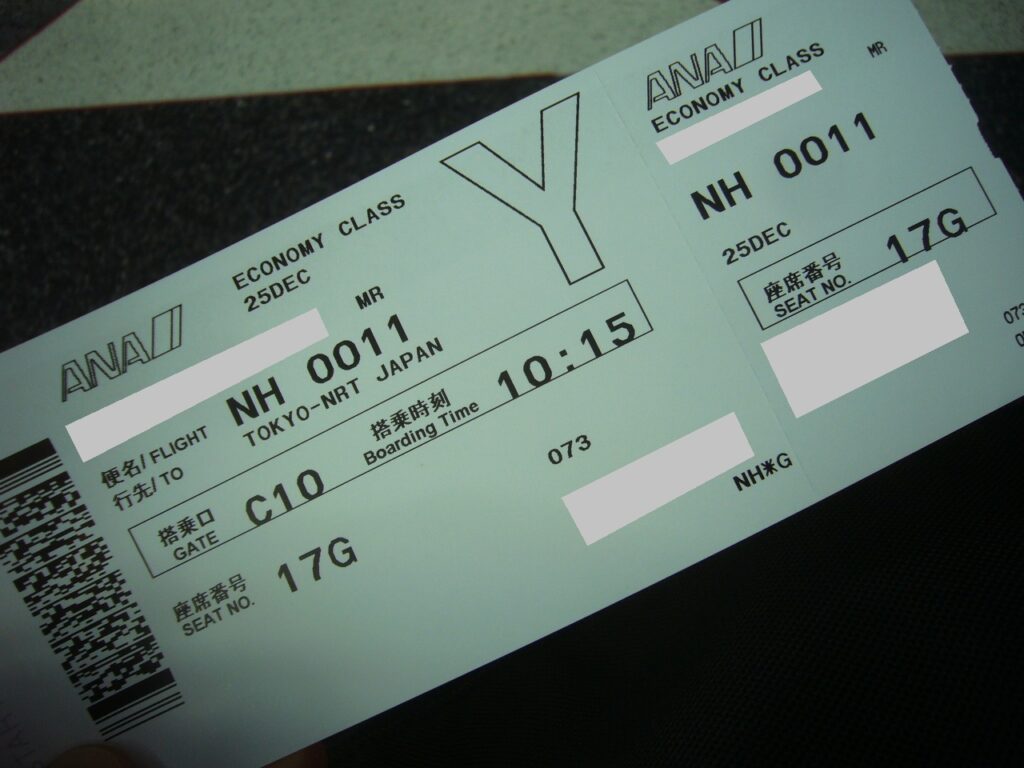 ANA
ECONOMY CLASS
25DEC
MR
Y
便名/FLIGHT NH 0011
行先/TO TOKYO-NRT JAPAN
搭乗口 GATE C10 搭乗時刻 Boarding Time 10:15
座席番号 SEAT NO. 17G
073
NH*G
ANA
ECONOMY CLASS
MR
NH 0011
25DEC
座席番号 SEAT NO. 17G
073